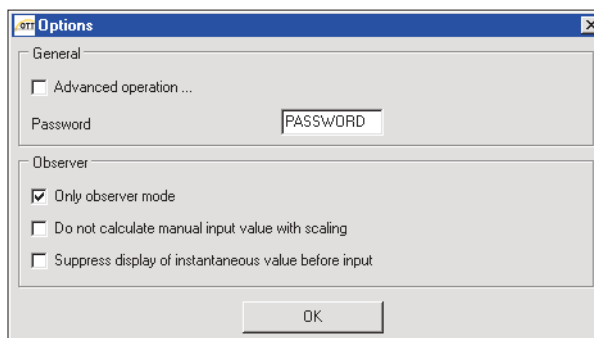 OTT Options
General
Advanced operation ...
Password PASSWORD
Observer
Only observer mode
Do not calculate manual input value with scaling
Suppress display of instantaneous value before input
OK